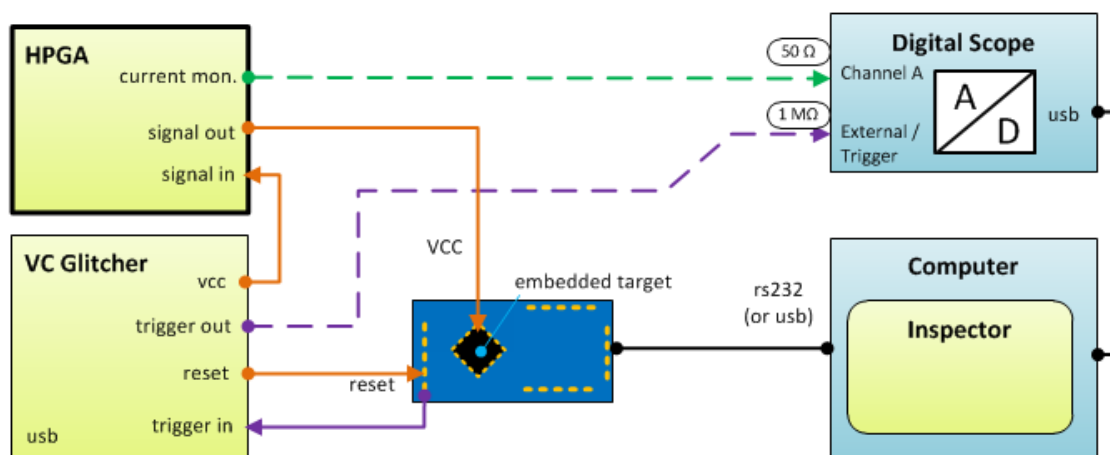 HPGA
current mon.
signal out
signal in
50 Ω
1 MΩ
Digital Scope
Channel A
External /
Trigger
A
D
usb
VC Glitcher
vcc
trigger out
reset
trigger in
usb
VCC
embedded target
reset
rs232
(or usb)
Computer
Inspector